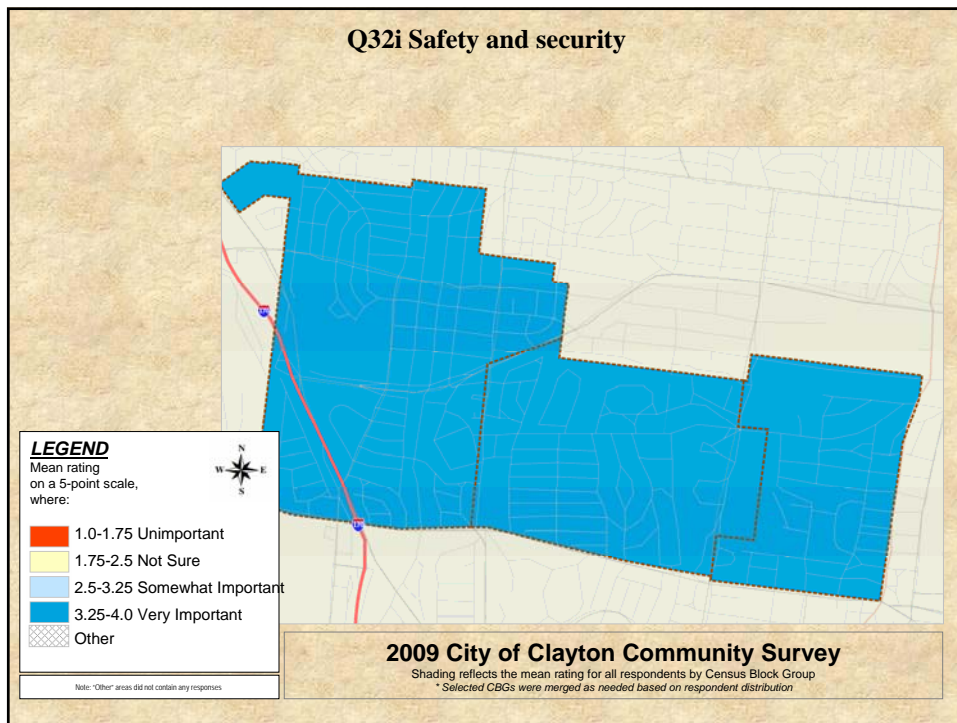 Q32i Safety and security
LEGEND
Mean rating
on a 5-point scale,
where:
N
W E
S
1.0-1.75 Unimportant
1.75-2.5 Not Sure
2.5-3.25 Somewhat Important
3.25-4.0 Very Important
Other
Note: "Other" areas did not contain any responses
2009 City of Clayton Community Survey
Shading reflects the mean rating for all respondents by Census Block Group
* Selected CBGs were merged as needed based on respondent distribution